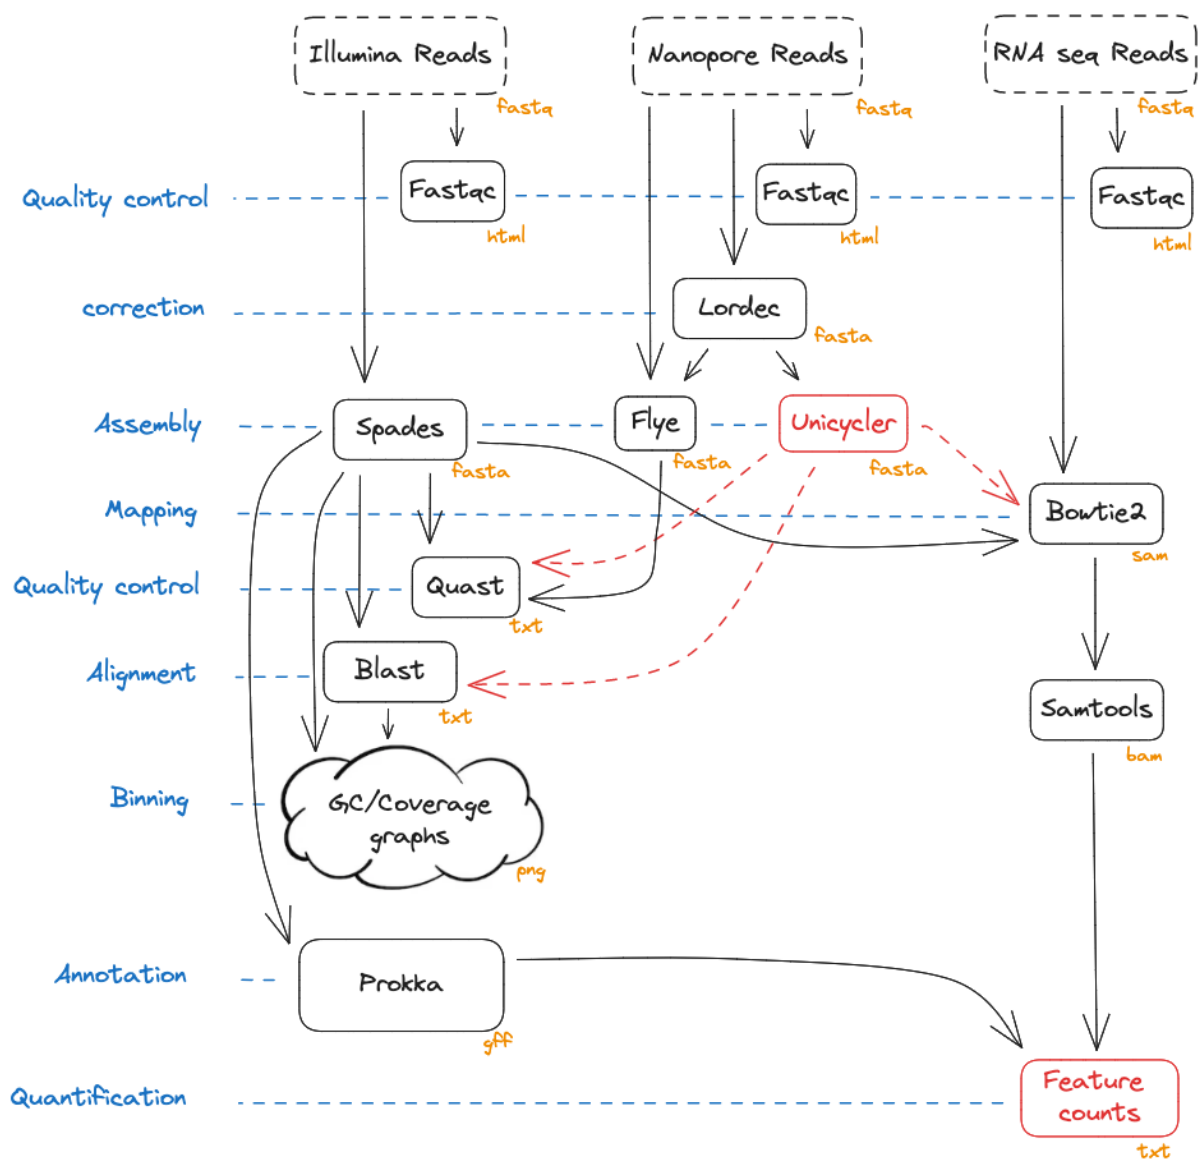 Illumina Reads
Nanopore Reads
RNA seq Reads
fastq
fastq
fastq
Quality control
Fastqc
Fastqc
Fastqc
html
html
html
correction
Lordec
fasta
Assembly
Spades
Flye
Unicycler
fasta
fasta
fasta
Mapping
Bowtie2
sam
Quality control
Quast
txt
Alignment
Blast
txt
Samtools
bam
Binning
GC/Coverage
graphs
png
Annotation
Prokka
gff
Quantification
Feature
counts
txt